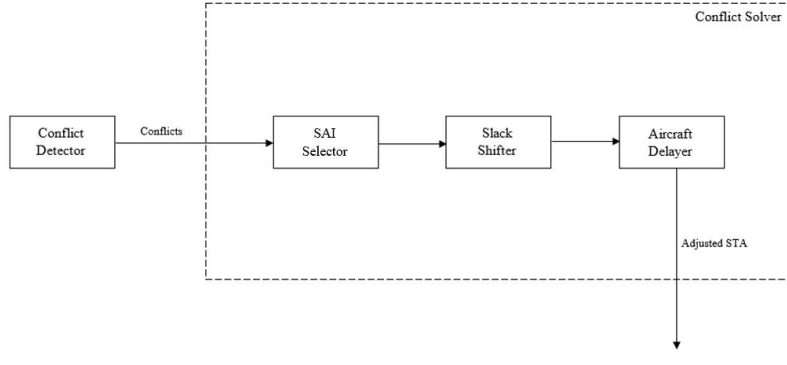 Conflict Solver
Conflict
Detector
Conflicts
SAI
Selector
Slack
Shifter
Aircraft
Delayer
Adjusted STA